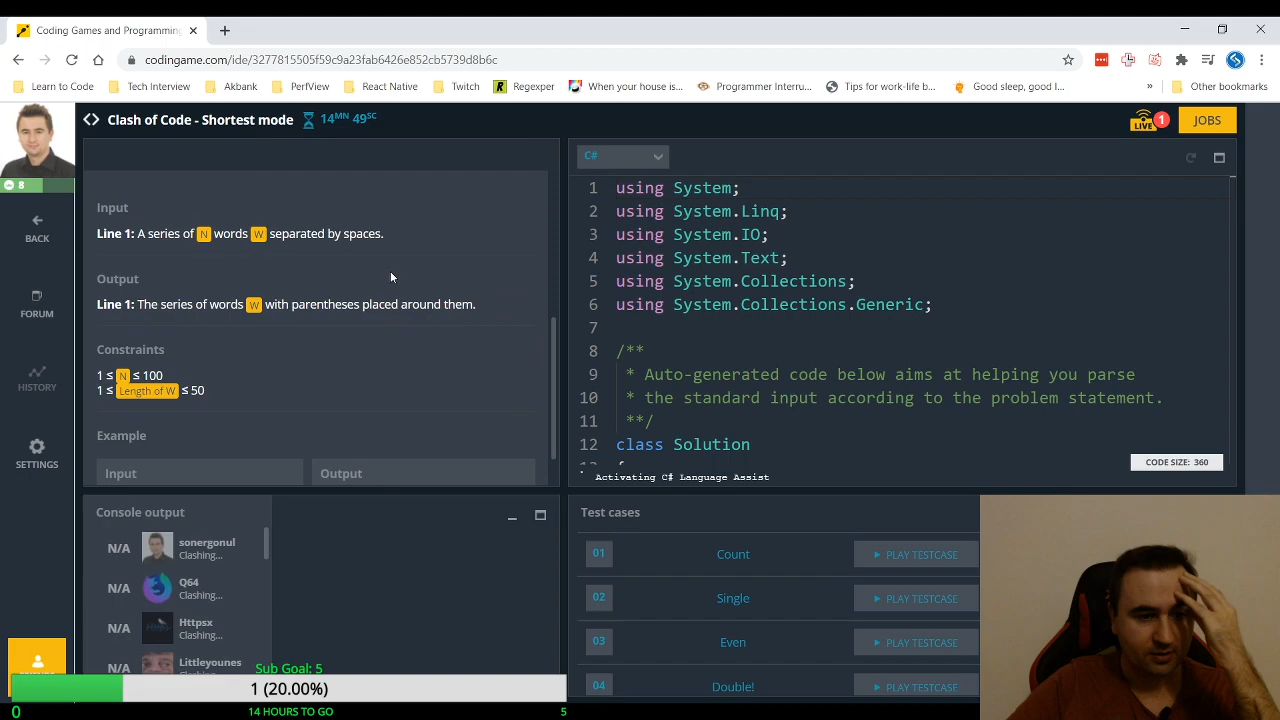 Coding Games and Programming
codingame.com/ide/3277815505f59c9a23fab6426e852cb5739d8b6c
Learn to Code
Tech Interview
Akbank
PerfView
React Native
Twitch
Regexper
When your house is...
Programmer Interru...
Tips for work-life b...
Good sleep, good l...
»
Other bookmarks
Clash of Code - Shortest mode
14MN 49SC
LIVE
1
JOBS
8
BACK
FORUM
HISTORY
SETTINGS
Input
Line 1: A series of N words W separated by spaces.
Output
Line 1: The series of words W with parentheses placed around them.
Constraints
1 ≤ N ≤ 100
1 ≤ Length of W ≤ 50
Example
Input
Output
C#
1 using System;
2 using System.Linq;
3 using System.IO;
4 using System.Text;
5 using System.Collections;
6 using System.Collections.Generic;
7
8 /**
9 * Auto-generated code below aims at helping you parse
10 * the standard input according to the problem statement.
11 **/
12 class Solution
CODE SIZE: 360
Activating C# Language Assist
Console output
N/A sonergonul
Clashing...
N/A Q64
Clashing...
N/A Httpsx
Clashing...
N/A Littleyounes
Test cases
01 Count PLAY TESTCASE
02 Single PLAY TESTCASE
03 Even PLAY TESTCASE
04 Double! PLAY TESTCASE
Sub Goal: 5
1 (20.00%)
0
14 HOURS TO GO
5